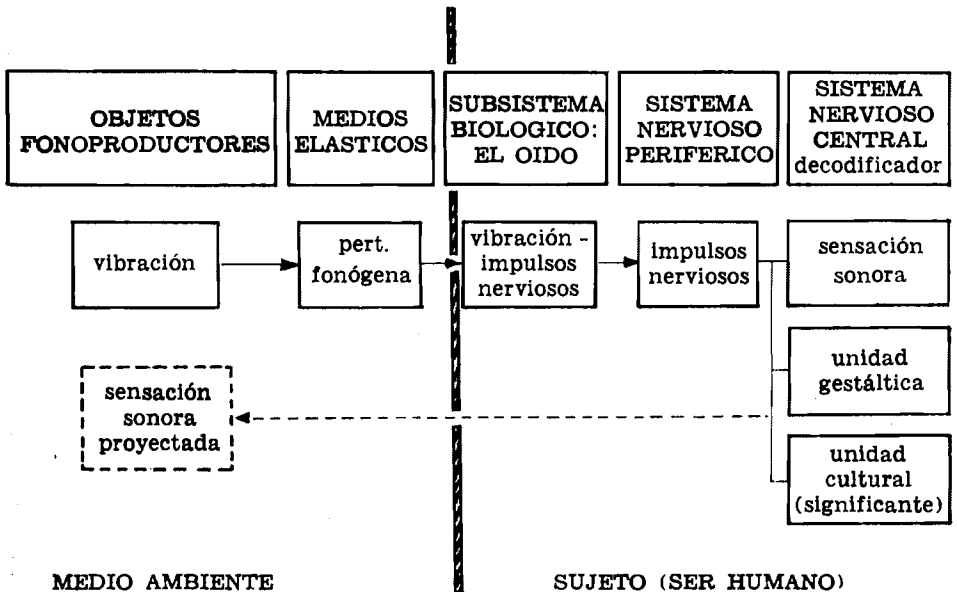 OBJETOS
FONOPRODUCTORES
MEDIOS
ELASTICOS
SUBSISTEMA
BIOLOGICO:
EL OIDO
SISTEMA
NERVIOSO
PERIFERICO
SISTEMA
NERVIOSO
CENTRAL
decodificador
vibración
pert.
fonógena
vibración -
impulsos
nerviosos
impulsos
nerviosos
sensación
sonora
unidad
gestáltica
sensación
sonora
proyectada
unidad
cultural
(significante)
MEDIO AMBIENTE
SUJETO (SER HUMANO)